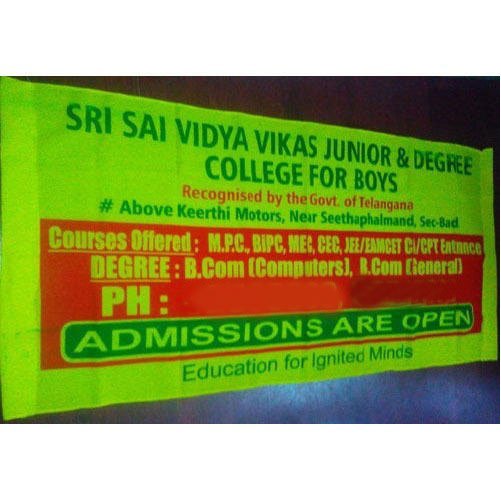 SRI SAI VIDYA VIKAS JUNIOR & DEGREE
COLLEGE FOR BOYS
Recognised by the Govt. of Telangana
# Above Keerthi Motors, Near Seethaphalmand, Sec-Bad
Courses Offered : M.P.C., BIPC, MEC, CEC, JEE/EAMCET CA/CPT Entnnce
DEGREE : B.Com (Computers), B.Com (General)
PH :
ADMISSIONS ARE OPEN
Education for Ignited Minds